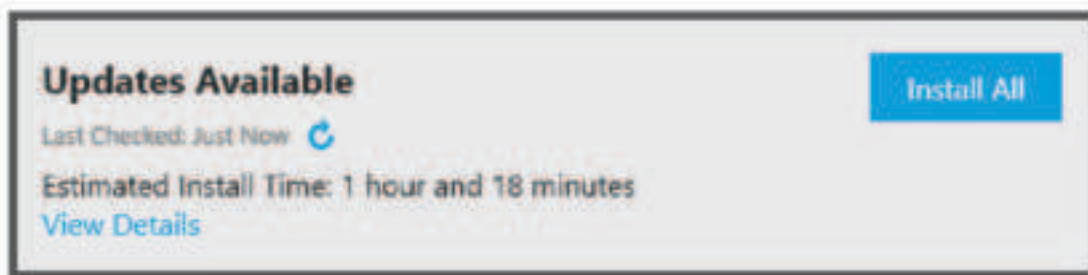 Updates Available
Install All
Last Checked: Just Now
Estimated Install Time: 1 hour and 18 minutes
View Details